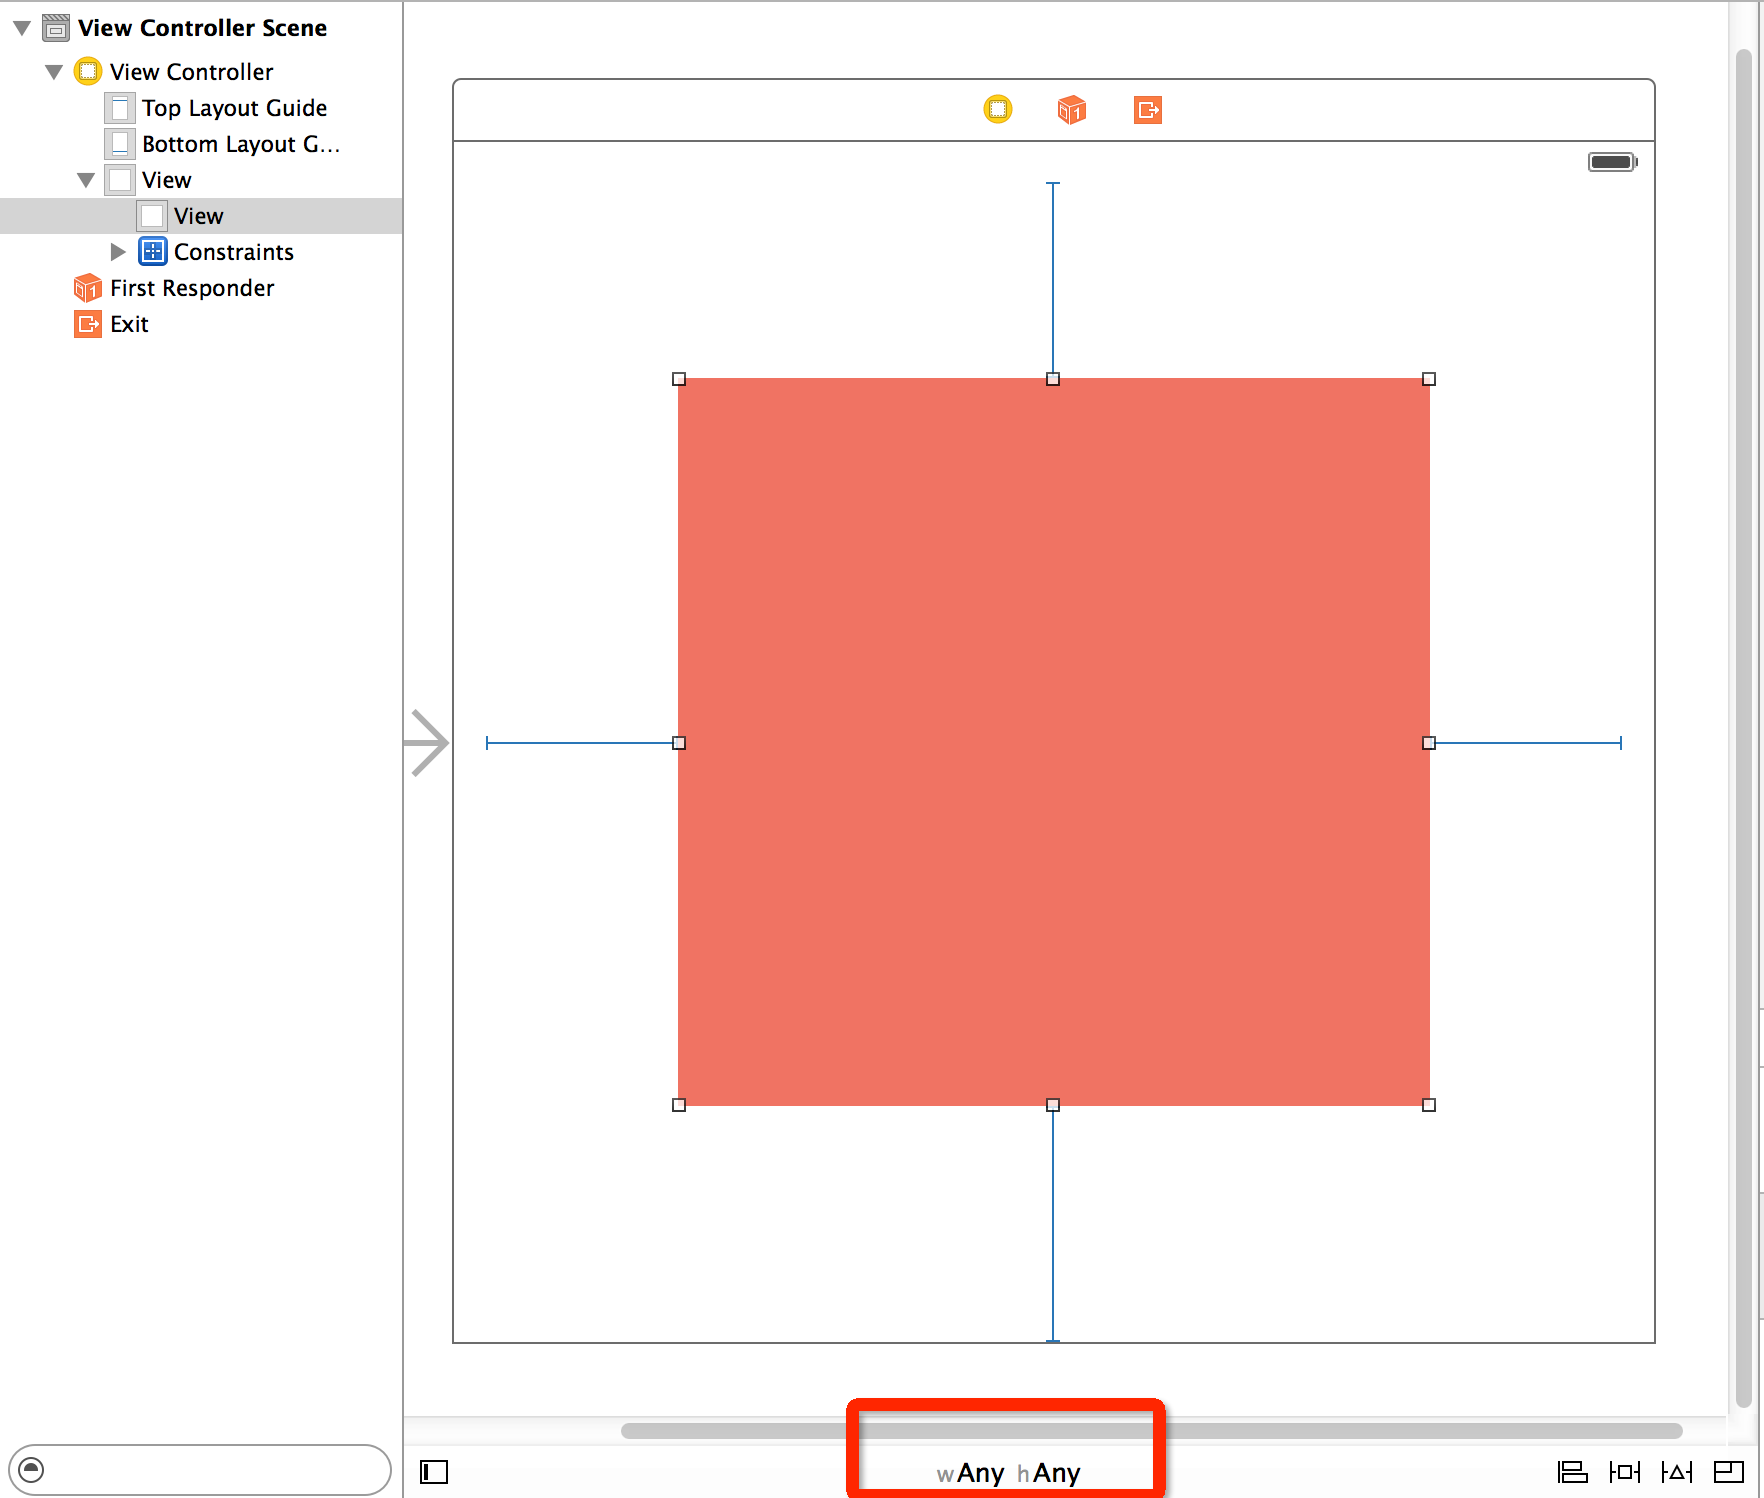 View Controller Scene
View Controller
Top Layout Guide
Bottom Layout G...
View
View
Constraints
First Responder
Exit
wAny hAny